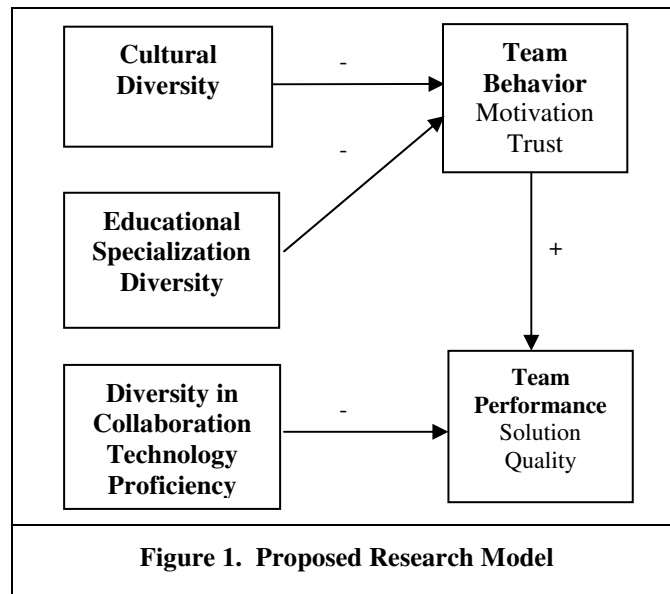 Cultural
Diversity
-
Team
Behavior
Motivation
Trust
-
Educational
Specialization
Diversity
+
Diversity in
Collaboration
Technology
Proficiency
-
Team
Performance
Solution
Quality
Figure 1. Proposed Research Model